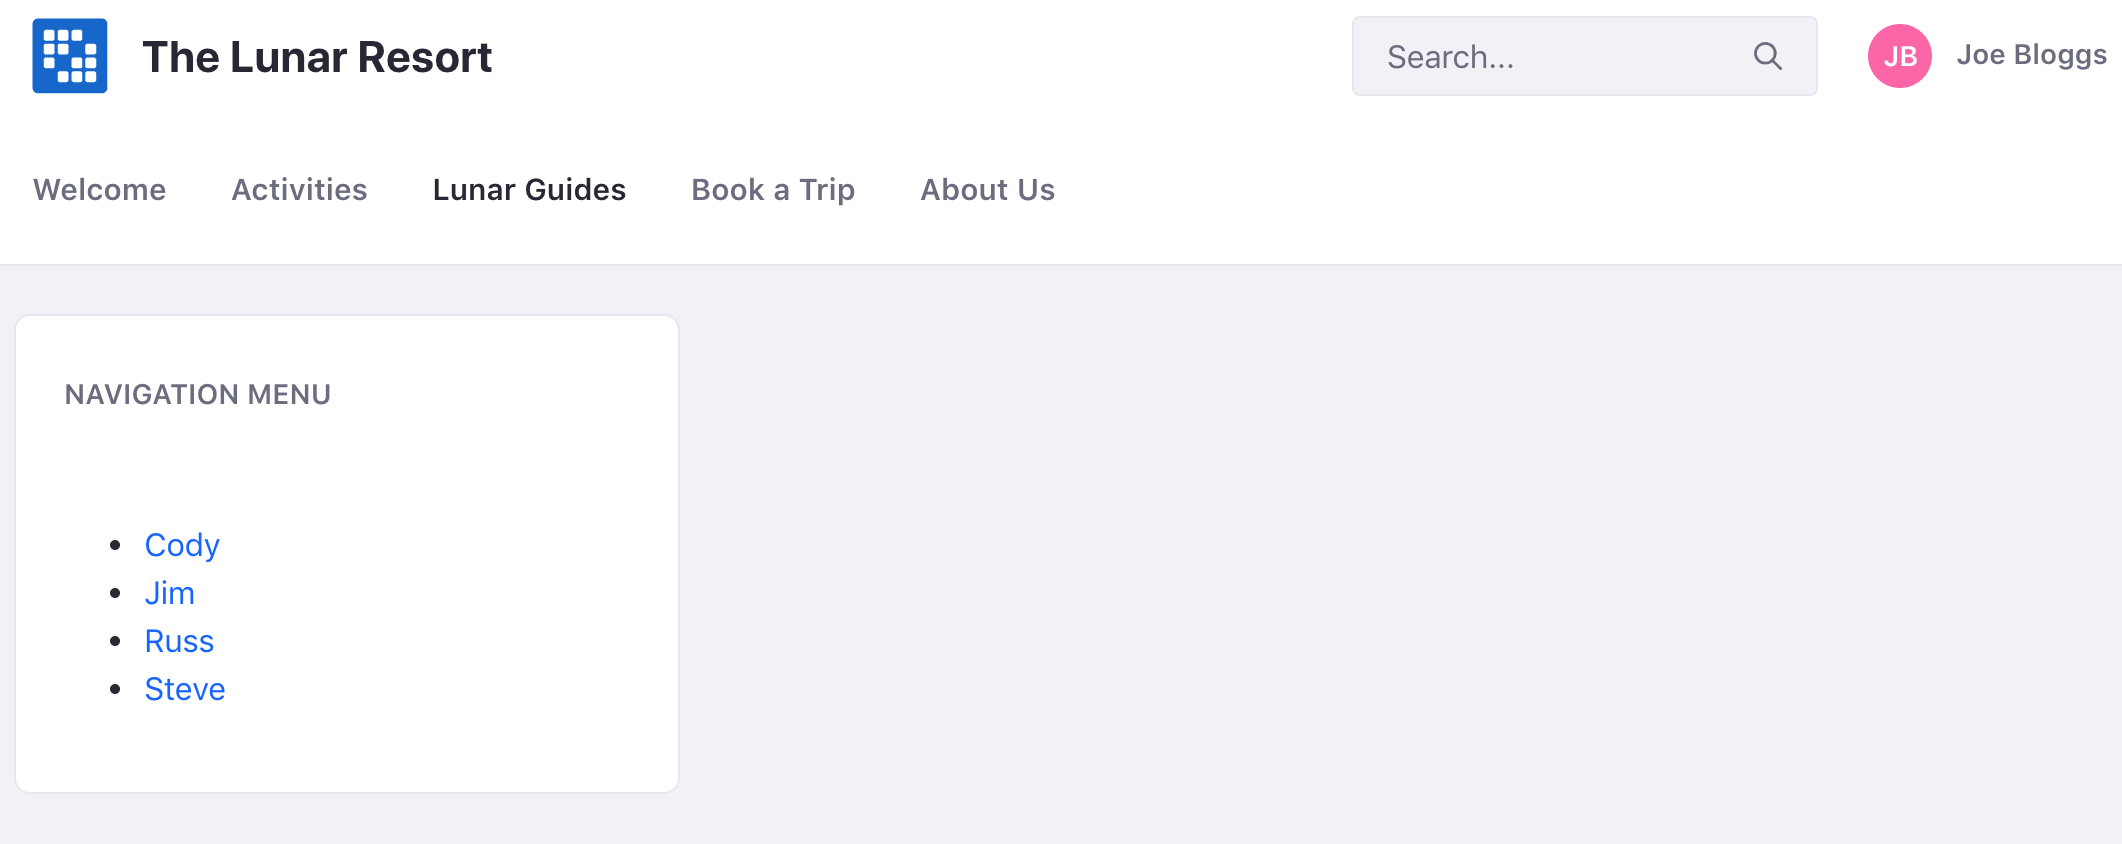 The Lunar Resort
Search...
JB
Joe Bloggs
Welcome Activities Lunar Guides Book a Trip About Us
NAVIGATION MENU
Cody
Jim
Russ
Steve